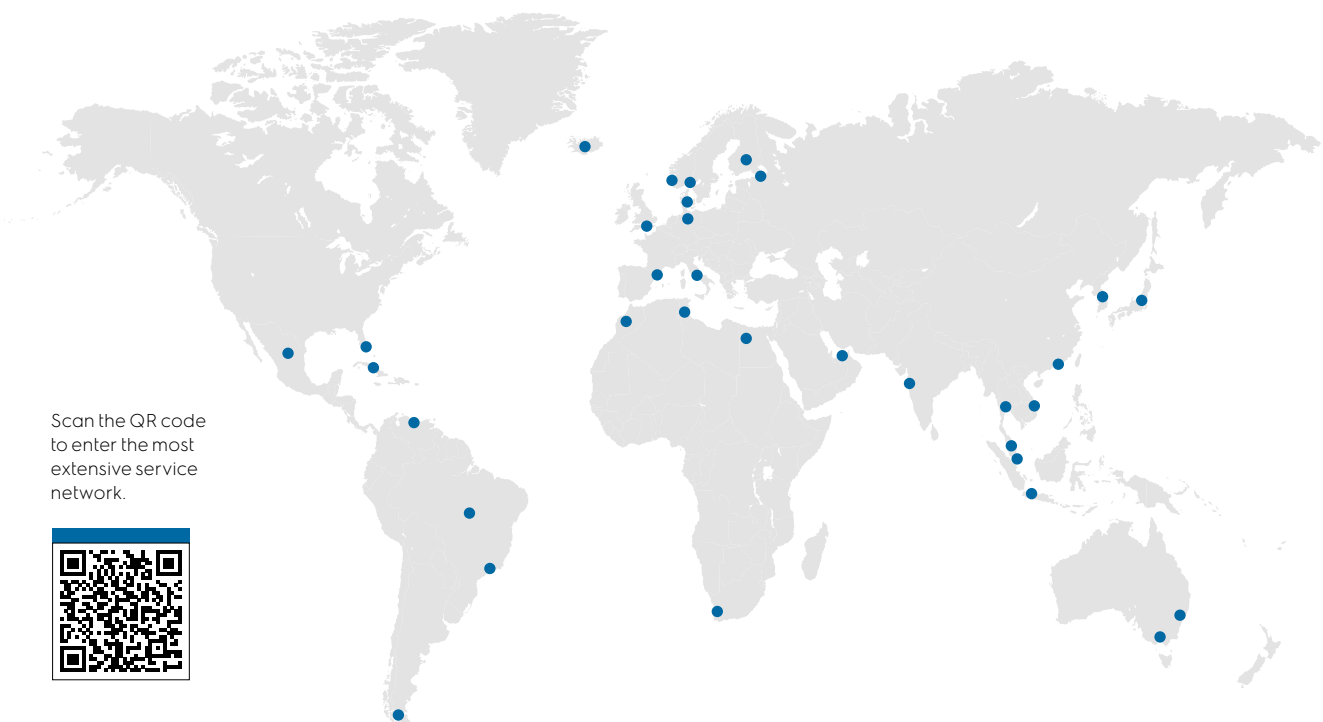 Scan the QR code
to enter the most
extensive service
network.